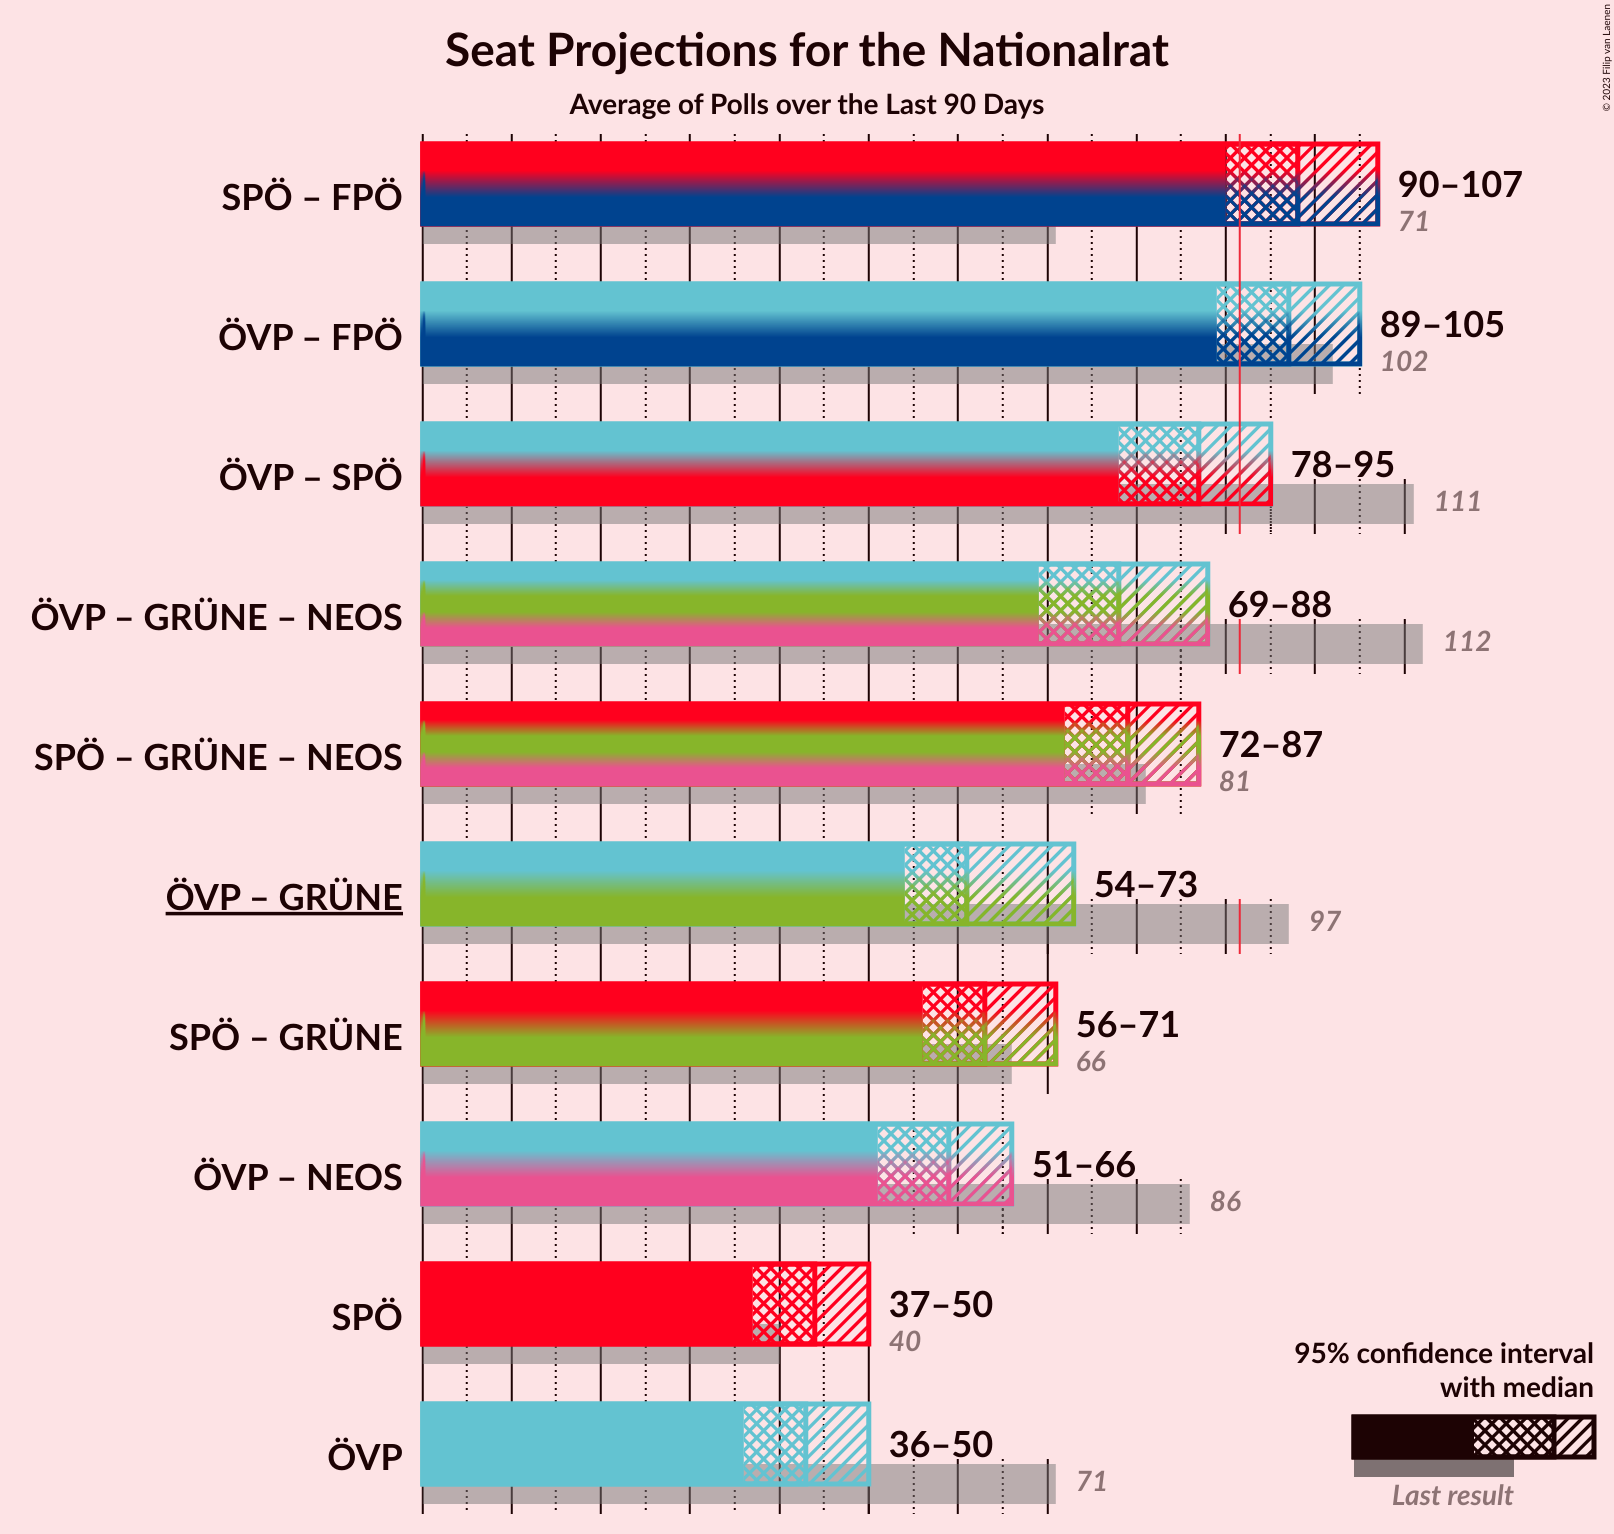 Seat Projections for the Nationalrat
Average of Polls over the Last 90 Days
© 2023 Filip van Laenen
SPÖ – FPÖ
90–107
71
ÖVP – FPÖ
89–105
102
ÖVP – SPÖ
78–95
111
ÖVP – GRÜNE – NEOS
69–88
112
SPÖ – GRÜNE – NEOS
72–87
81
ÖVP – GRÜNE
54–73
97
SPÖ – GRÜNE
56–71
66
ÖVP – NEOS
51–66
86
SPÖ
37–50
40
ÖVP
36–50
71
95% confidence interval
with median
Last result